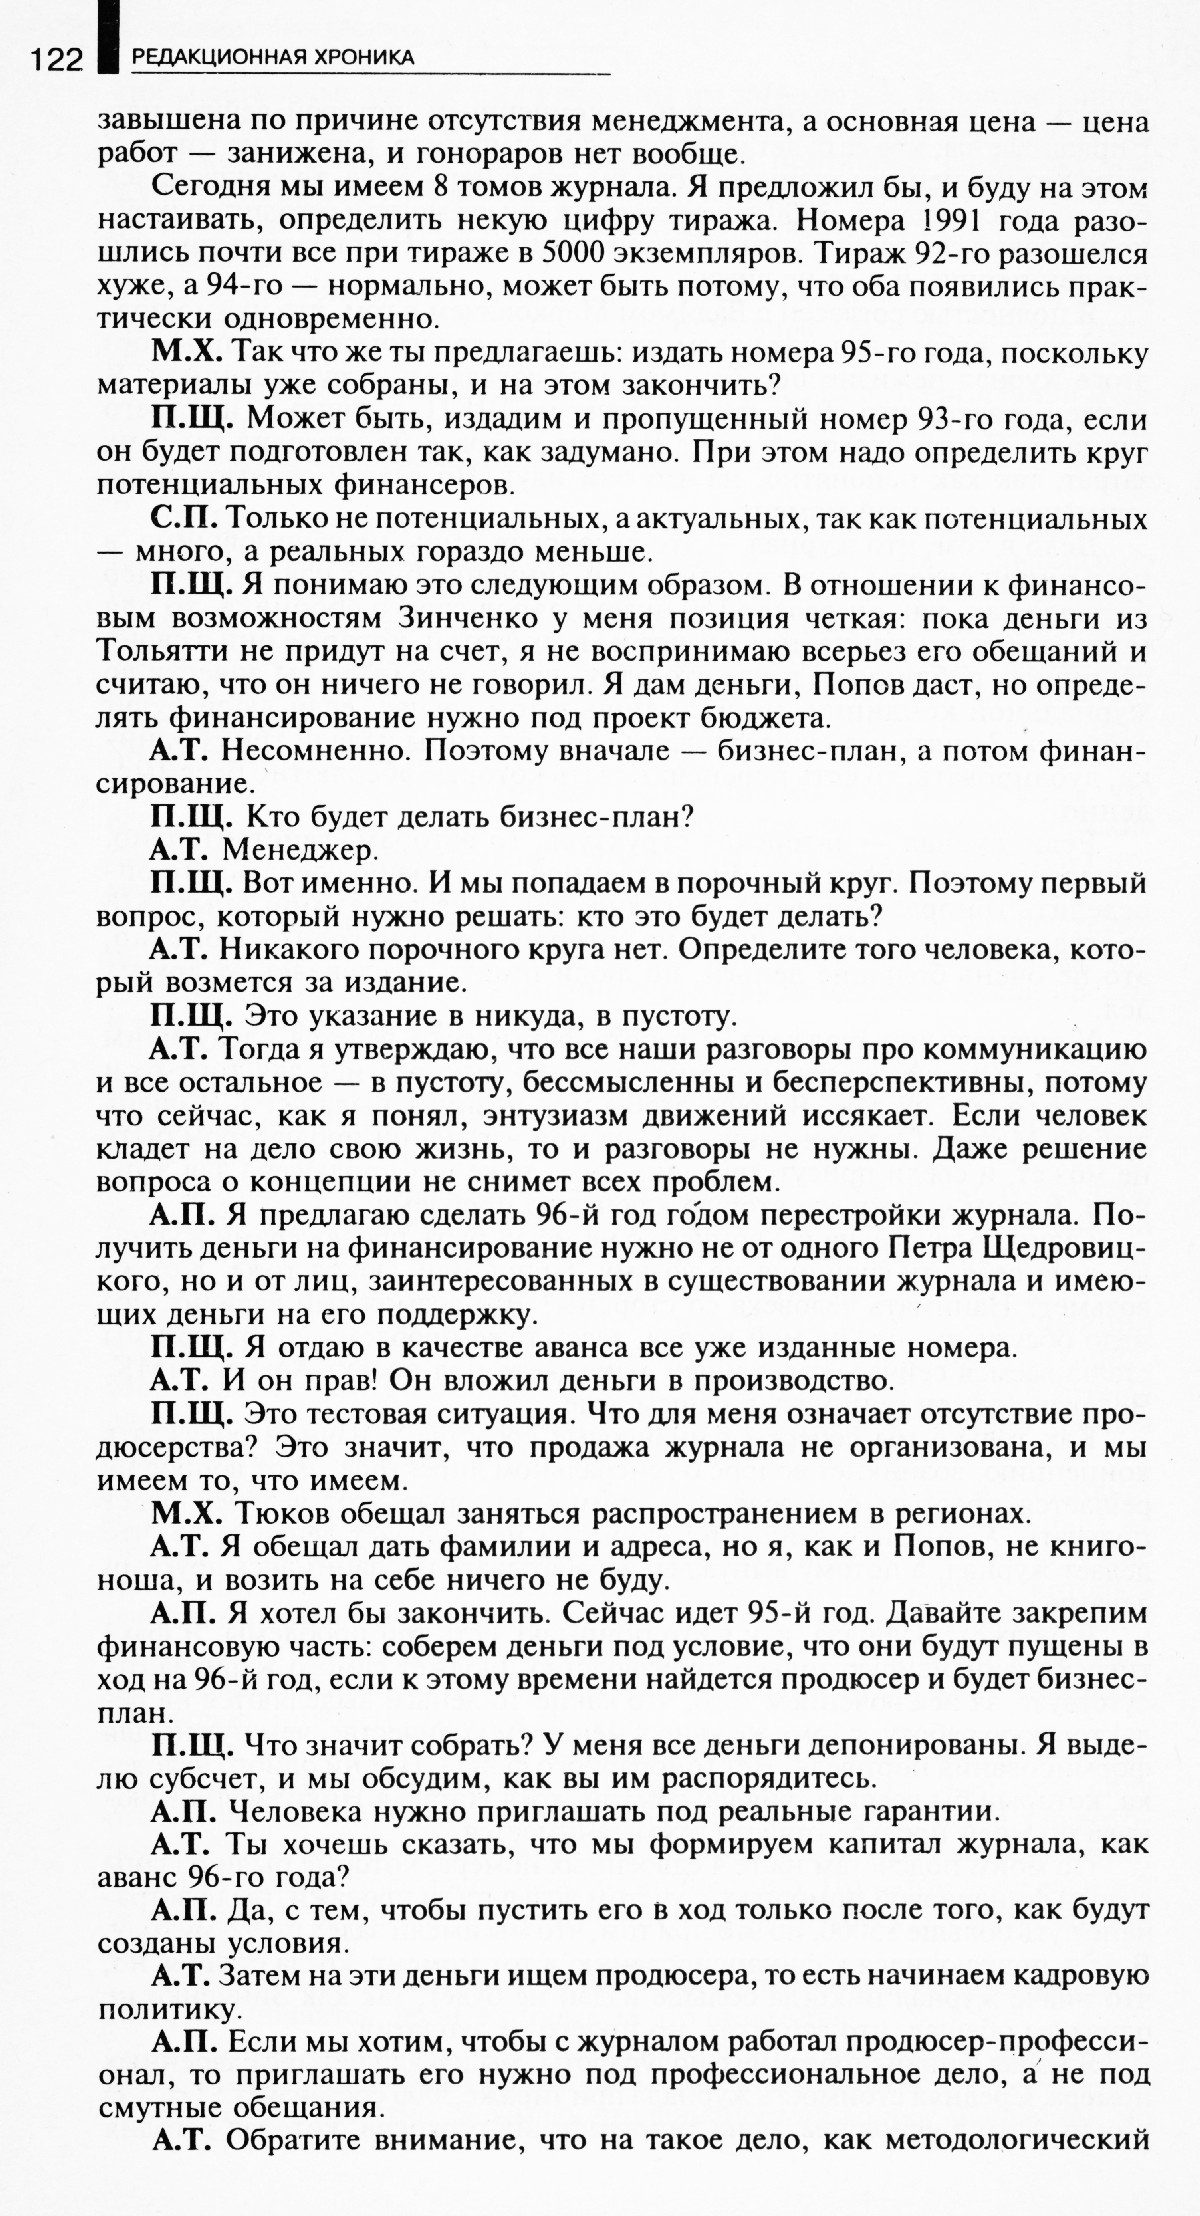 122
РЕДАКЦИОННАЯ ХРОНИКА
завышена по причине отсутствия менеджмента, а основная цена — цена
работ — занижена, и гонораров нет вообще.
Сегодня мы имеем 8 томов журнала. Я предложил бы, и буду на этом
настаивать, определить некую цифру тиража. Номера 1991 года разо-
шлись почти все при тираже в 5000 экземпляров. Тираж 92-го разошелся
хуже, а 94-го — нормально, может быть потому, что оба появились прак-
тически одновременно.
М.Х. Так что же ты предлагаешь: издать номера 95-го года, поскольку
материалы уже собраны, и на этом закончить?
П.Щ. Может быть, издадим и пропущенный номер 93-го года, если
он будет подготовлен так, как задумано. При этом надо определить круг
потенциальных финансеров.
С.П. Только не потенциальных, а актуальных, так как потенциальных
— много, а реальных гораздо меньше.
П.Щ. Я понимаю это следующим образом. В отношении к финансо-
вым возможностям Зинченко у меня позиция четкая: пока деньги из
Тольятти не придут на счет, я не воспринимаю всерьез его обещаний и
считаю, что он ничего не говорил. Я дам деньги, Попов даст, но опреде-
лять финансирование нужно под проект бюджета.
А.Т. Несомненно. Поэтому вначале — бизнес-план, а потом финан-
сирование.
П.Щ. Кто будет делать бизнес-план?
А.Т. Менеджер.
П.Щ. Вот именно. И мы попадаем в порочный круг. Поэтому первый
вопрос, который нужно решать: кто это будет делать?
А.Т. Никакого порочного круга нет. Определите того человека, кото-
рый возмется за издание.
П.Щ. Это указание в никуда, в пустоту.
А.Т. Тогда я утверждаю, что все наши разговоры про коммуникацию
и все остальное — в пустоту, бессмысленны и бесперспективны, потому
что сейчас, как я понял, энтузиазм движений иссякает. Если человек
кладет на дело свою жизнь, то и разговоры не нужны. Даже решение
вопроса о концепции не снимет всех проблем.
А.П. Я предлагаю сделать 96-й год годом перестройки журнала. По-
лучить деньги на финансирование нужно не от одного Петра Щедровиц-
кого, но и от лиц, заинтересованных в существовании журнала и имею-
щих деньги на его поддержку.
П.Щ. Я отдаю в качестве аванса все уже изданные номера.
А.Т. И он прав! Он вложил деньги в производство.
П.Щ. Это тестовая ситуация. Что для меня означает отсутствие про-
дюсерства? Это значит, что продажа журнала не организована, и мы
имеем то, что имеем.
М.Х. Тюков обещал заняться распространением в регионах.
А.Т. Я обещал дать фамилии и адреса, но я, как и Попов, не книго-
ноша, и возить на себе ничего не буду.
А.П. Я хотел бы закончить. Сейчас идет 95-й год. Давайте закрепим
финансовую часть: соберем деньги под условие, что они будут пущены в
ход на 96-й год, если к этому времени найдется продюсер и будет бизнес-
план.
П.Щ. Что значит собрать? У меня все деньги депонированы. Я выде-
лю субсчет, и мы обсудим, как вы им распорядитесь.
А.П. Человека нужно приглашать под реальные гарантии.
А.Т. Ты хочешь сказать, что мы формируем капитал журнала, как
аванс 96-го года?
А.П. Да, с тем, чтобы пустить его в ход только после того, как будут
созданы условия.
А.Т. Затем на эти деньги ищем продюсера, то есть начинаем кадровую
политику.
А.П. Если мы хотим, чтобы с журналом работал продюсер-професси-
онал, то приглашать его нужно под профессиональное дело, а не под
смутные обещания.
А.Т. Обратите внимание, что на такое дело, как методологический